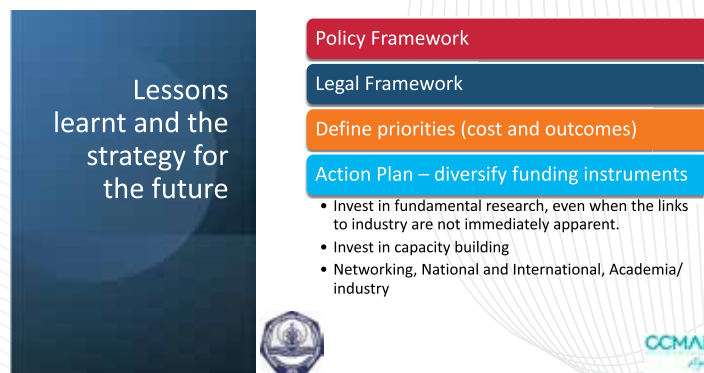 Lessons
learnt and the
strategy for
the future
Policy Framework
Legal Framework
Define priorities (cost and outcomes)
Action Plan – diversify funding instruments
• Invest in fundamental research, even when the links
to industry are not immediately apparent.
• Invest in capacity building
• Networking, National and International, Academia/
industry